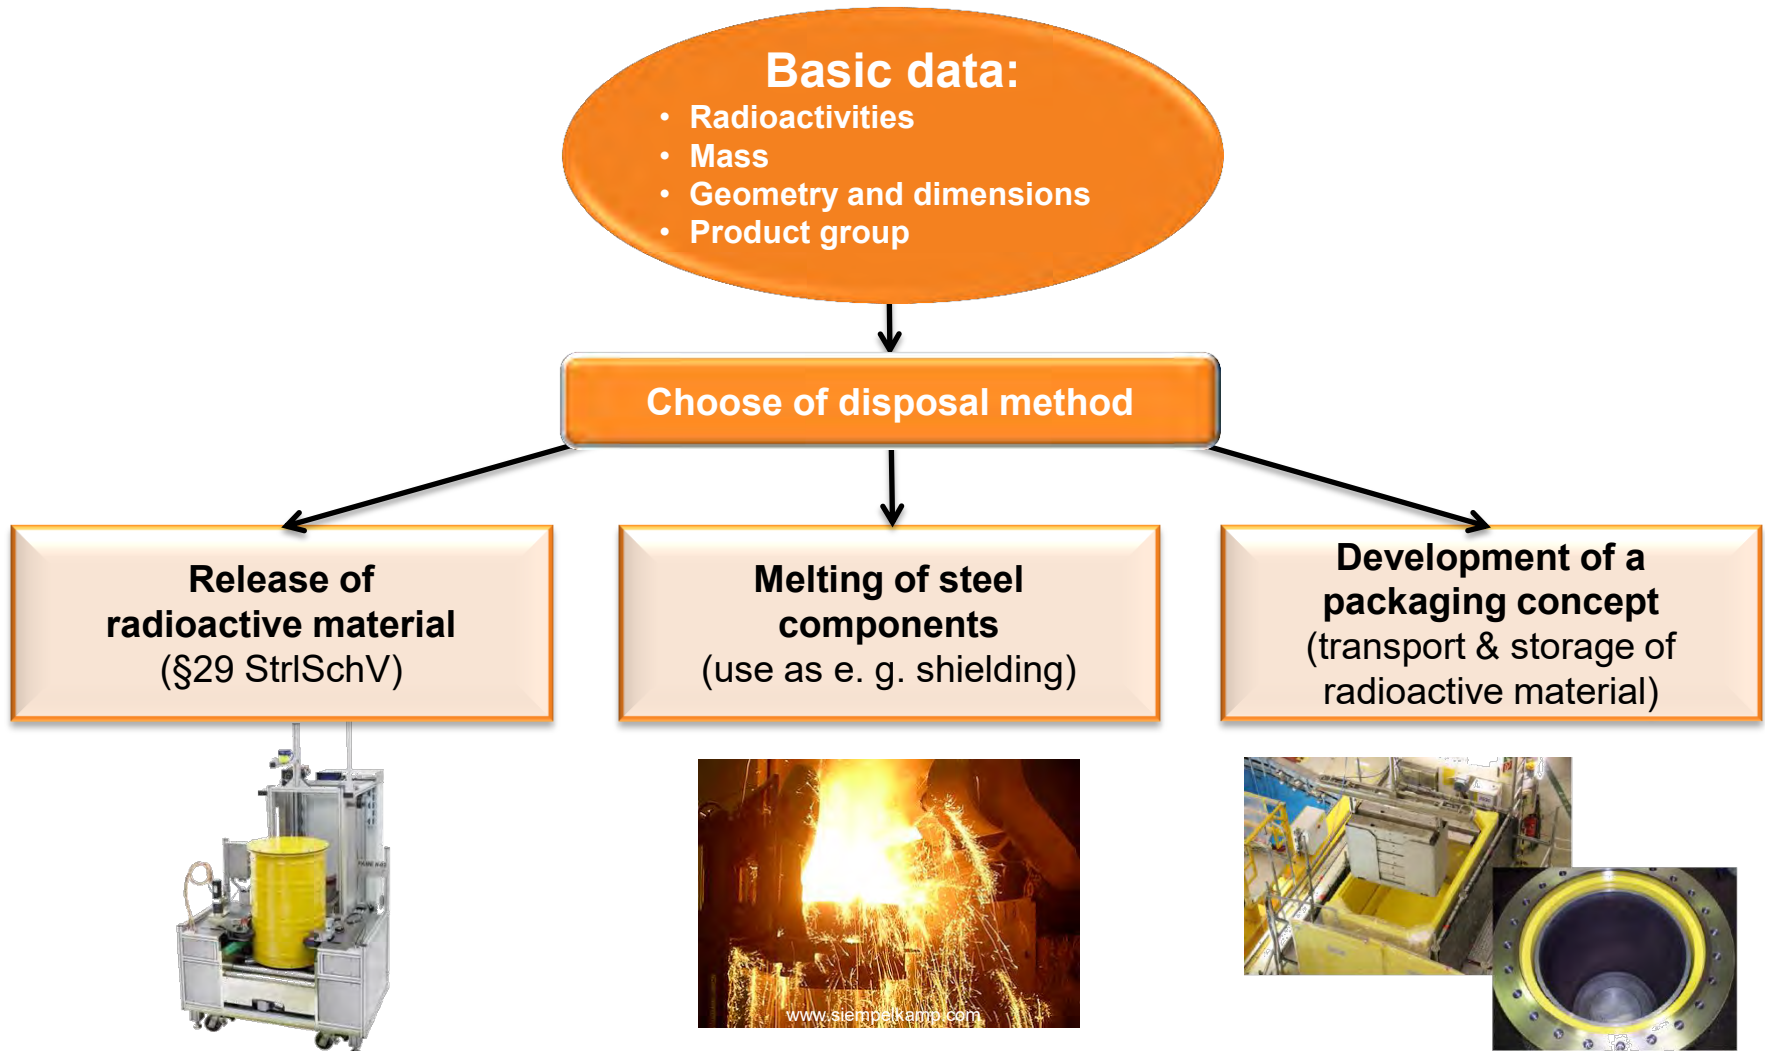 Basic data:
• Radioactivities
• Mass
• Geometry and dimensions
• Product group
Choose of disposal method
Release of
radioactive material
(§29 StrlSchV)
Melting of steel
components
(use as e. g. shielding)
Development of a
packaging concept
(transport & storage of
radioactive material)
www.siempelkamp.com